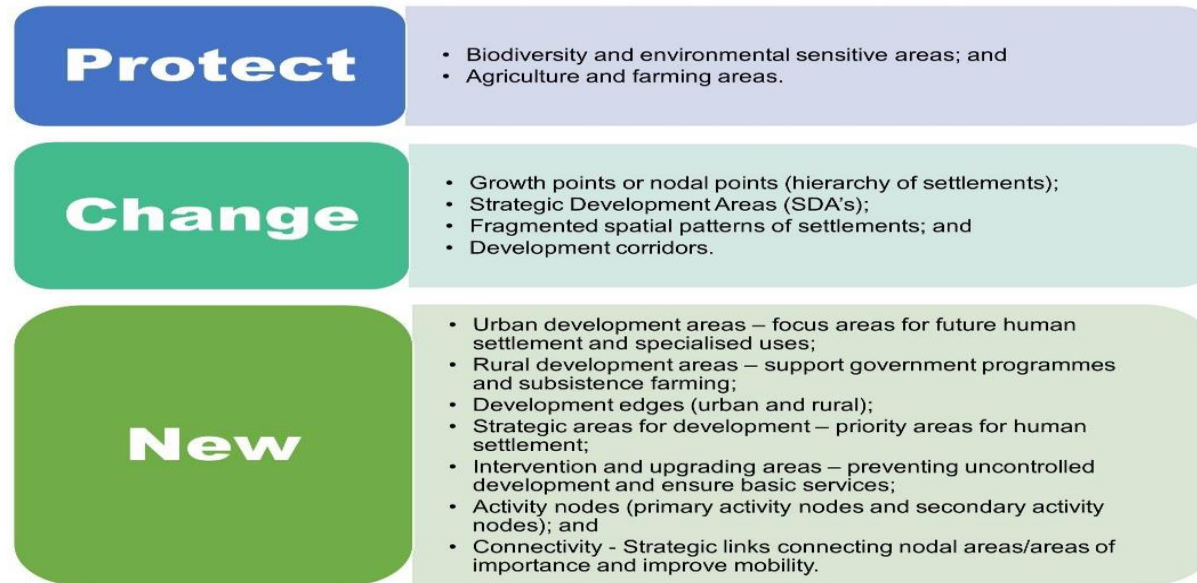 Protect
• Biodiversity and environmental sensitive areas; and
• Agriculture and farming areas.
Change
• Growth points or nodal points (hierarchy of settlements);
• Strategic Development Areas (SDA's);
• Fragmented spatial patterns of settlements; and
• Development corridors.
New
• Urban development areas – focus areas for future human
settlement and specialised uses;
• Rural development areas – support government programmes
and subsistence farming;
• Development edges (urban and rural);
• Strategic areas for development – priority areas for human
settlement;
• Intervention and upgrading areas – preventing uncontrolled
development and ensure basic services;
• Activity nodes (primary activity nodes and secondary activity
nodes); and
• Connectivity - Strategic links connecting nodal areas/areas of
importance and improve mobility.